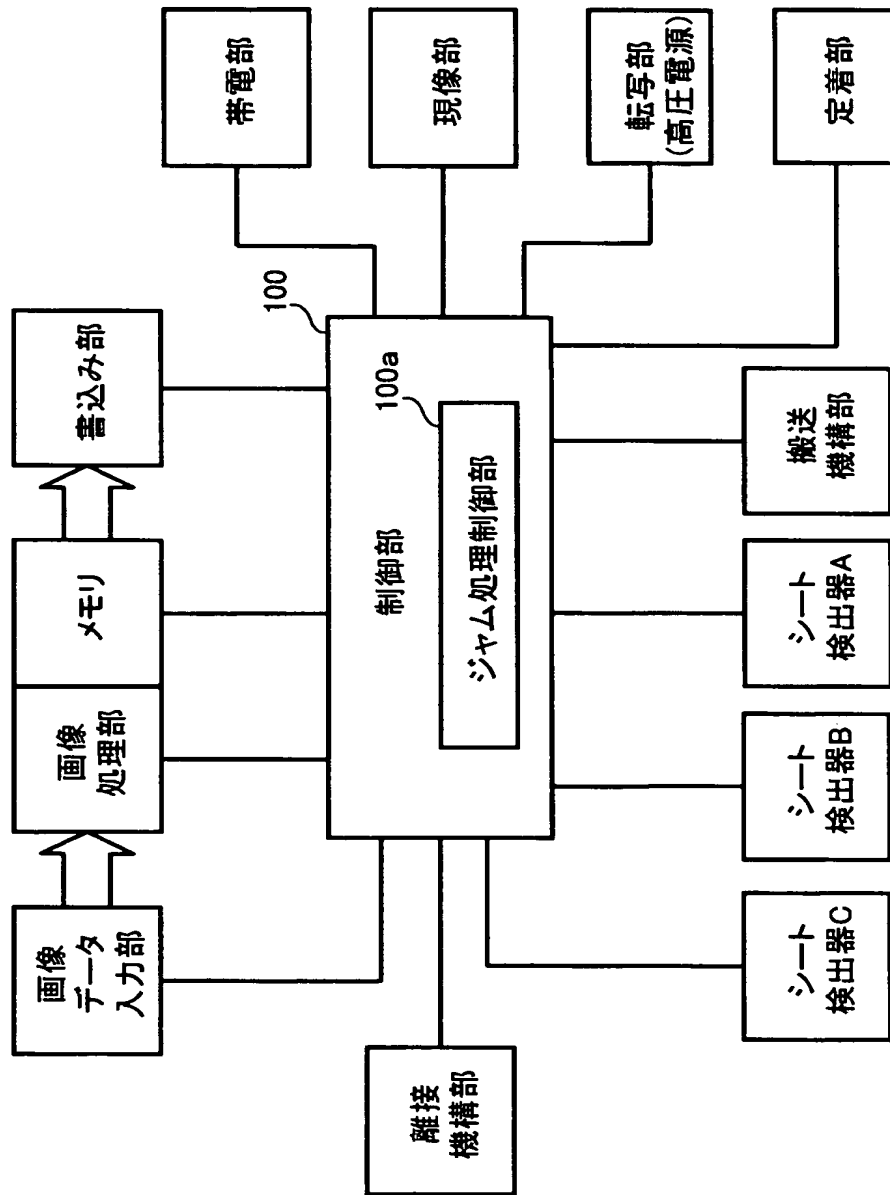 画像
データ
入力部
画像
処理部
メモリ
書込み部
帯電部
現像部
転写部
(高圧電源)
定着部
100
制御部
100a
ジャム処理制御部
離接
機構部
シート
検出器C
シート
検出器B
シート
検出器A
搬送
機構部